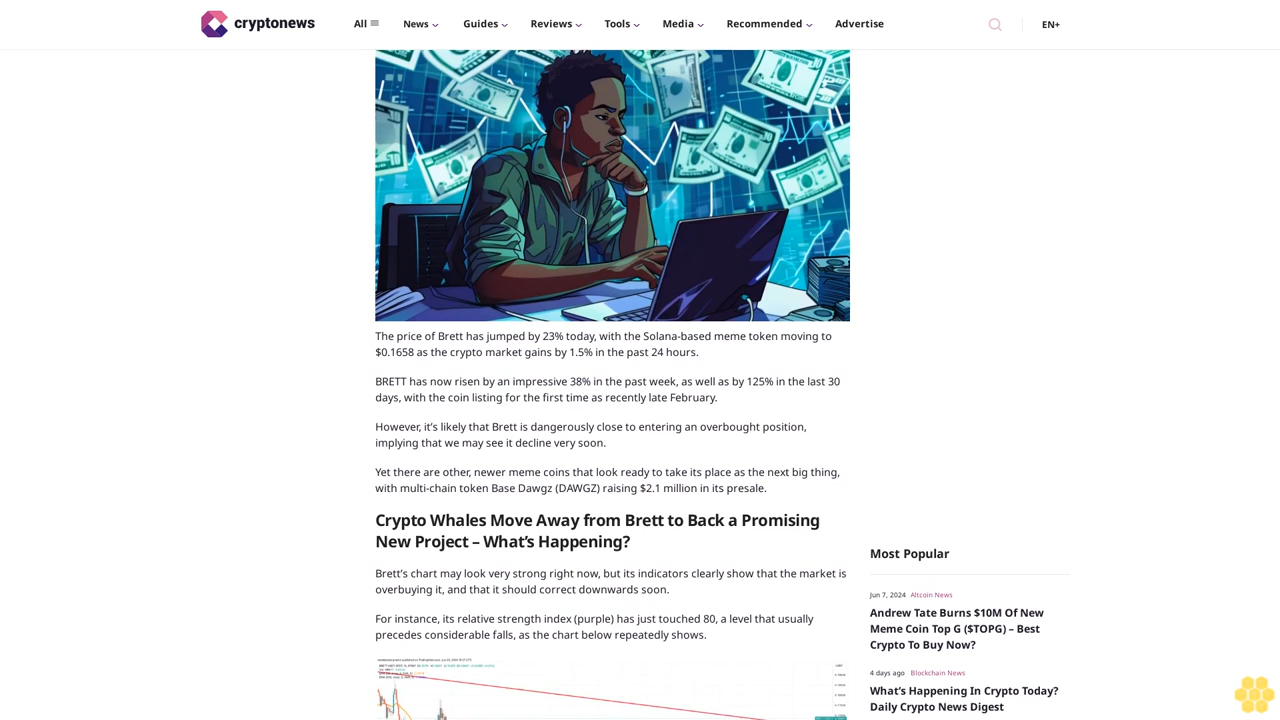 cryptonews
All
News
Guides
Reviews
Tools
Media
Recommended
Advertise
EN+
The price of Brett has jumped by 23% today, with the Solana-based meme token moving to
$0.1658 as the crypto market gains by 1.5% in the past 24 hours.
BRETT has now risen by an impressive 38% in the past week, as well as by 125% in the last 30
days, with the coin listing for the first time as recently late February.
However, it's likely that Brett is dangerously close to entering an overbought position,
implying that we may see it decline very soon.
Yet there are other, newer meme coins that look ready to take its place as the next big thing,
with multi-chain token Base Dawgz (DAWGZ) raising $2.1 million in its presale.
Crypto Whales Move Away from Brett to Back a Promising
New Project – What's Happening?
Brett's chart may look very strong right now, but its indicators clearly show that the market is
overbuying it, and that it should correct downwards soon.
For instance, its relative strength index (purple) has just touched 80, a level that usually
precedes considerable falls, as the chart below repeatedly shows.
Most Popular
Jun 7, 2024 Altcoin News
Andrew Tate Burns $10M Of New
Meme Coin Top G ($TOPG) – Best
Crypto To Buy Now?
4 days ago Blockchain News
What's Happening In Crypto Today?
Daily Crypto News Digest